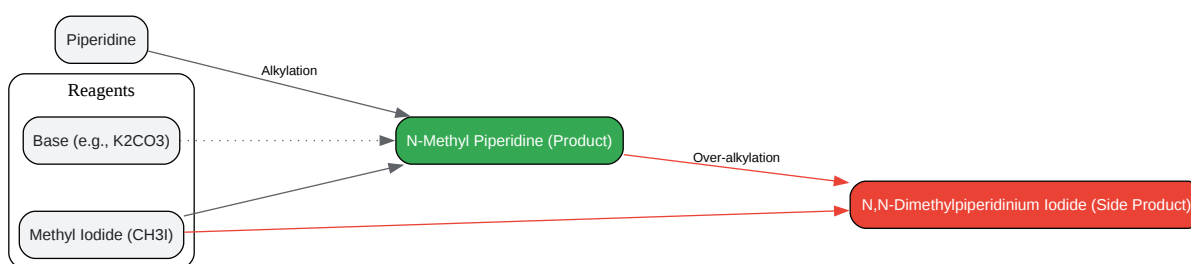 Piperidine
Alkylation
Reagents
Base (e.g., K2CO3)
N-Methyl Piperidine (Product)
Over-alkylation
N,N-Dimethylpiperidinium Iodide (Side Product)
Methyl Iodide (CH3I)